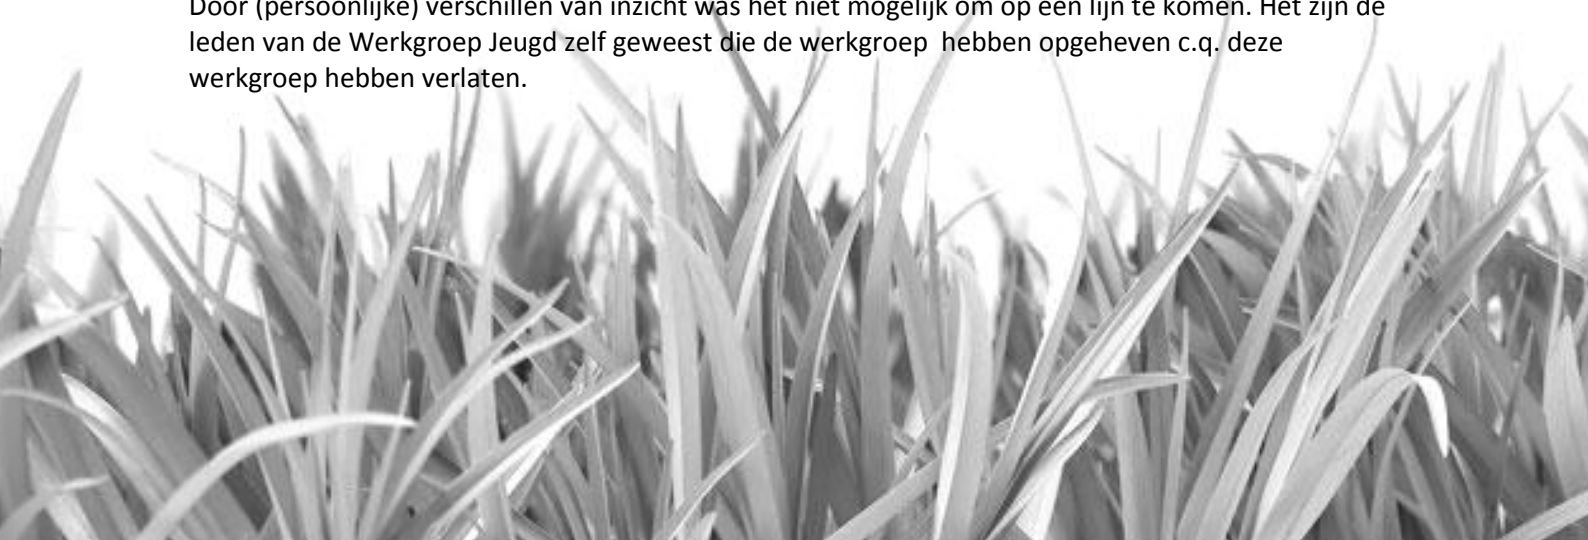 Door (persoonlijke) verschillen van inzicht was het niet mogelijk om op een lijn te komen. Het zijn de
leden van de Werkgroep Jeugd zelf geweest die de werkgroep  hebben opgeheven c.q. deze
werkgroep hebben verlaten.